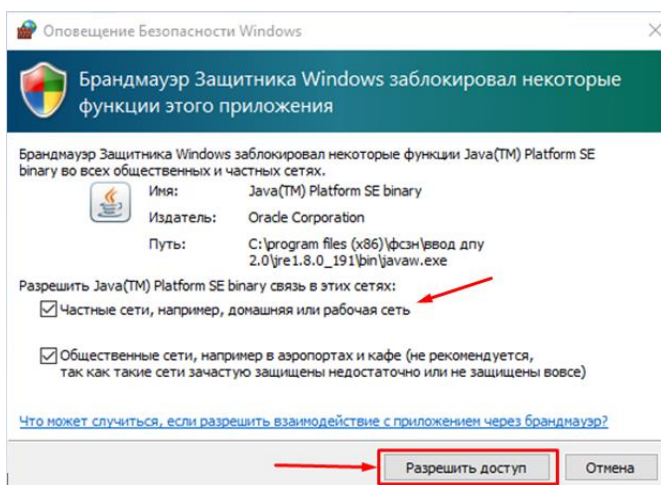 Оповещение Безопасности Windows
Брандмауэр Защитника Windows заблокировал некоторые
функции этого приложения
Брандмауэр Защитника Windows заблокировал некоторые функции Java(TM) Platform SE
binary во всех общественных и частных сетях.
Имя: Java(TM) Platform SE binary
Издатель: Oracle Corporation
Путь: C:\program files (x86)\фсзн\ввод дпу
2.0\jre1.8.0_191\bin\javaw.exe
Разрешить Java(TM) Platform SE binary связь в этих сетях:
Частные сети, например, домашняя или рабочая сеть
Общественные сети, например в аэропортах и кафе (не рекомендуется,
так как такие сети зачастую защищены недостаточно или не защищены вовсе)
Что может случиться, если разрешить взаимодействие с приложением через брандмауэр?
Разрешить доступ Отмена